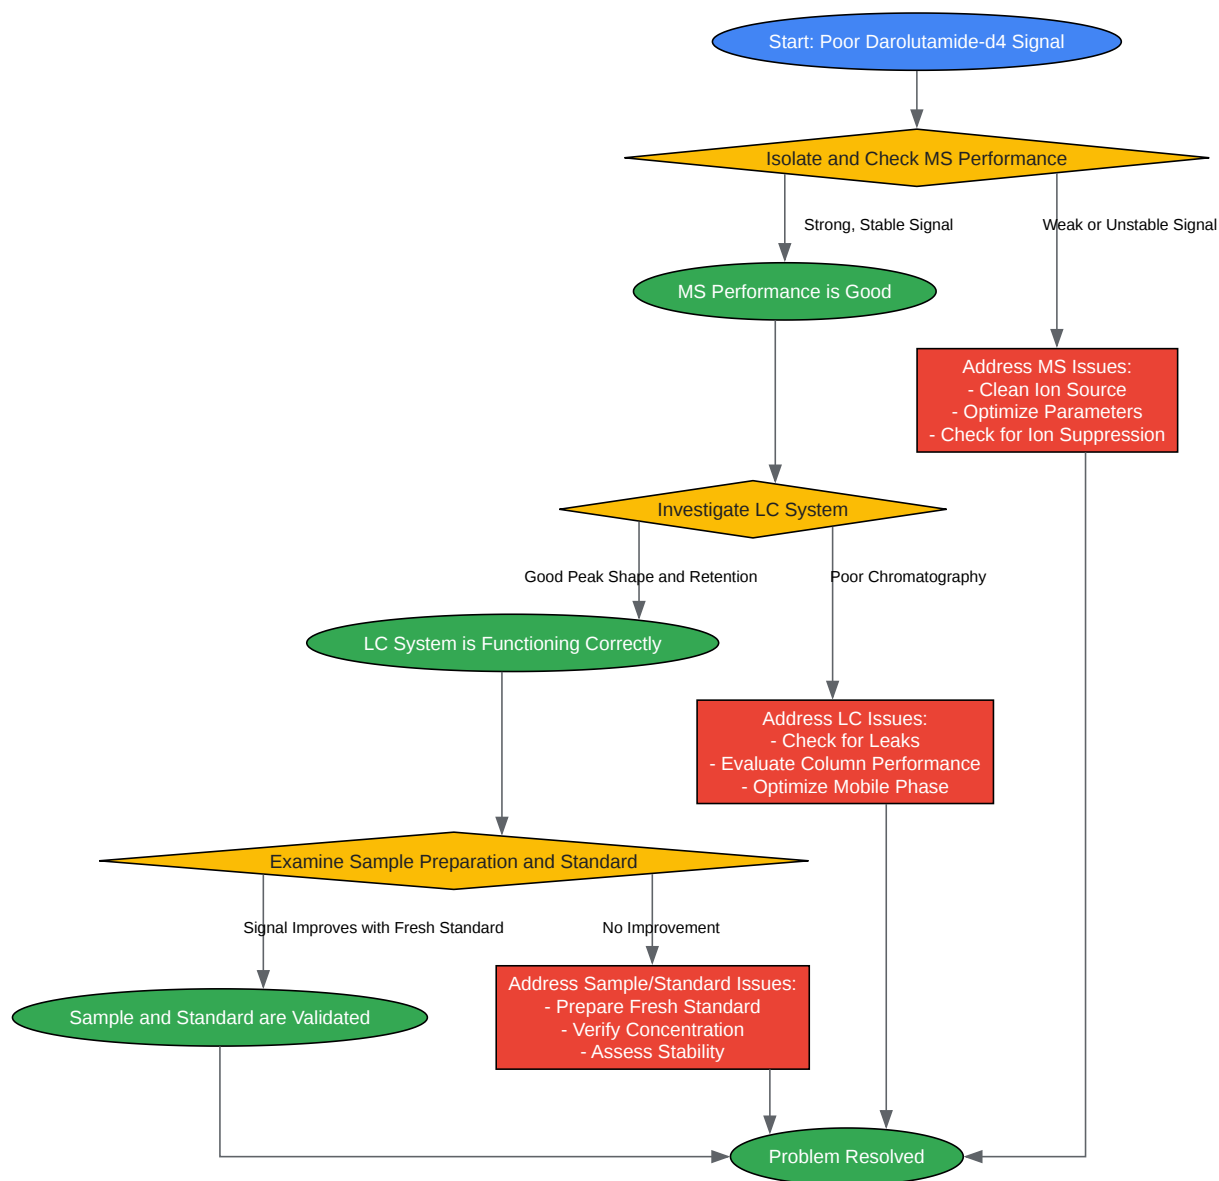 Start: Poor Darolutamide-d4 Signal
Isolate and Check MS Performance
Strong, Stable Signal
Weak or Unstable Signal
MS Performance is Good
Address MS Issues:
- Clean Ion Source
- Optimize Parameters
- Check for Ion Suppression
Investigate LC System
Good Peak Shape and Retention
Poor Chromatography
LC System is Functioning Correctly
Address LC Issues:
- Check for Leaks
- Evaluate Column Performance
- Optimize Mobile Phase
Examine Sample Preparation and Standard
Signal Improves with Fresh Standard
No Improvement
Sample and Standard are Validated
Address Sample/Standard Issues:
- Prepare Fresh Standard
- Verify Concentration
- Assess Stability
Problem Resolved